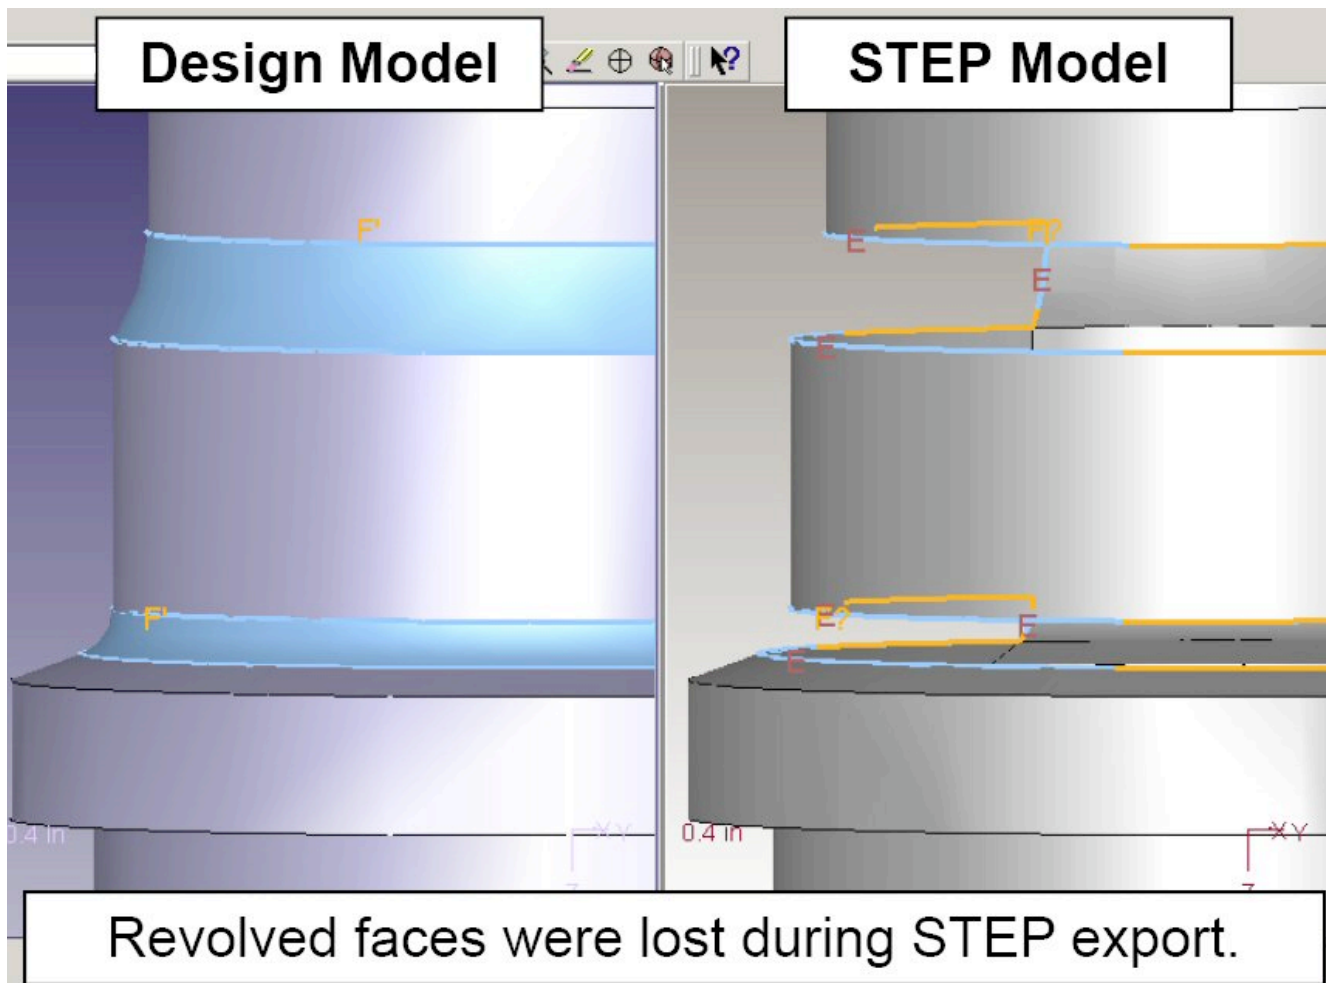 Design Model
STEP Model
F'
F'
E
E
E
E
F?
E
E
0.4 in
X Y
0.4 in
X Y
Revolved faces were lost during STEP export.